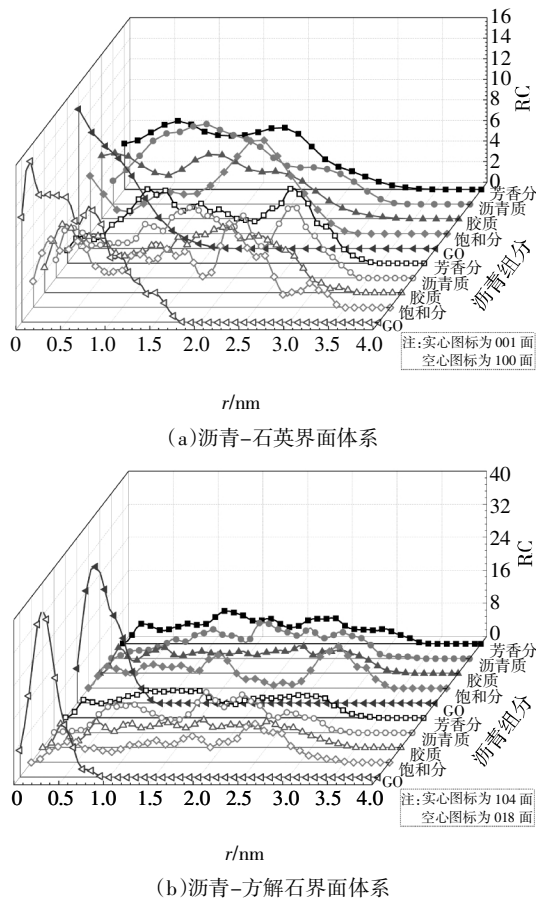 16
14
12
10
8
6
4
2
0
RC
芳香分
沥青质
胶质
饱和分
GO
芳香分
沥青质
胶质
饱和分
GO
沥青组分
0 0.5 1.0 1.5 2.0 2.5 3.0 3.5 4.0
注:实心图标为 001 面
空心图标为 100 面
r/nm
(a)沥青-石英界面体系
40
32
24
16
8
0
RC
芳香分
沥青质
胶质
饱和分
GO
芳香分
沥青质
胶质
饱和分
GO
沥青组分
0 0.5 1.0 1.5 2.0 2.5 3.0 3.5 4.0
注:实心图标为 104 面
空心图标为 018 面
r/nm
(b)沥青-方解石界面体系